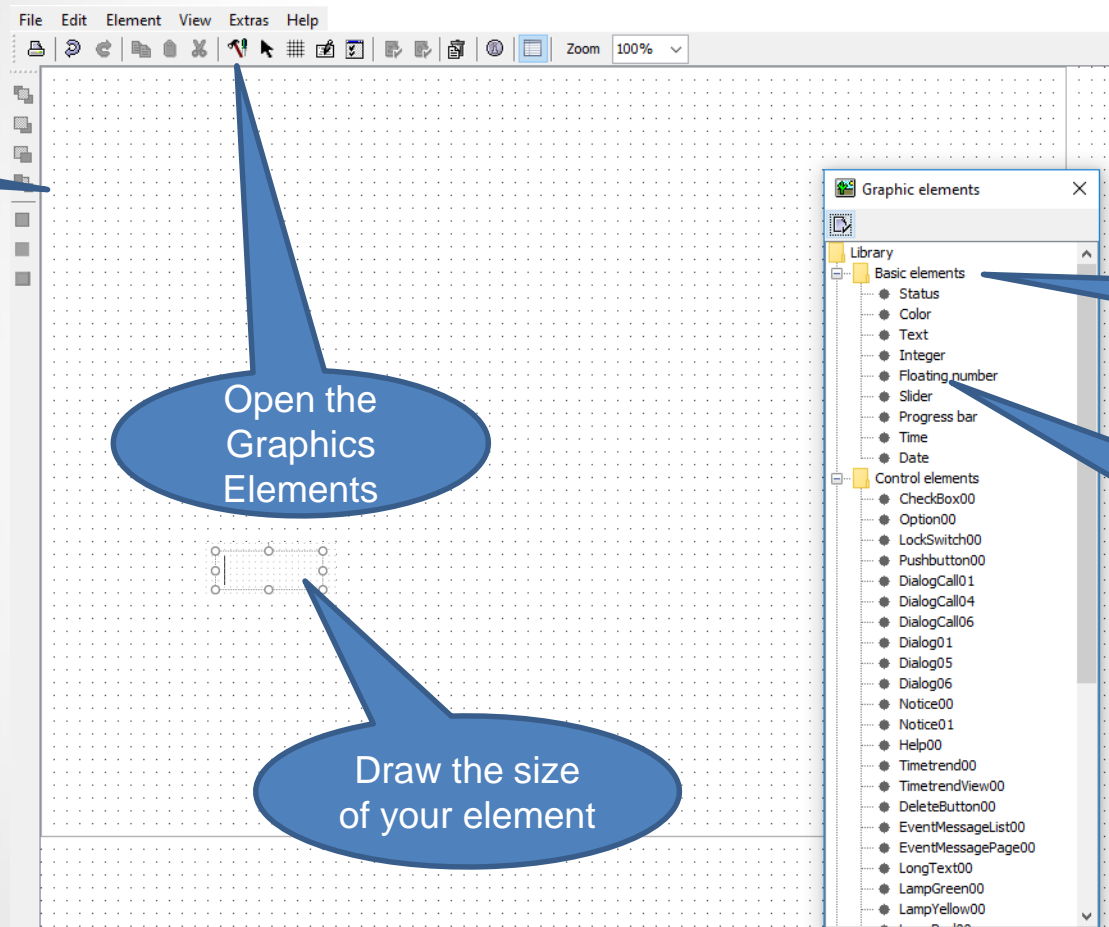 File Edit Element View Extras Help
Zoom 100%
Graphic elements
Library
Basic elements
Status
Color
Text
Integer
Floating number
Slider
Progress bar
Time
Date
Control elements
CheckBox00
Option00
LockSwitch00
Pushbutton00
DialogCall01
DialogCall04
DialogCall06
Dialog01
Dialog05
Dialog06
Notice00
Notice01
Help00
Timetrend00
TimetrendView00
DeleteButton00
EventMessageList00
EventMessagePage00
LongText00
LampGreen00
LampYellow00
Open the
Graphics
Elements
Draw the size
of your element